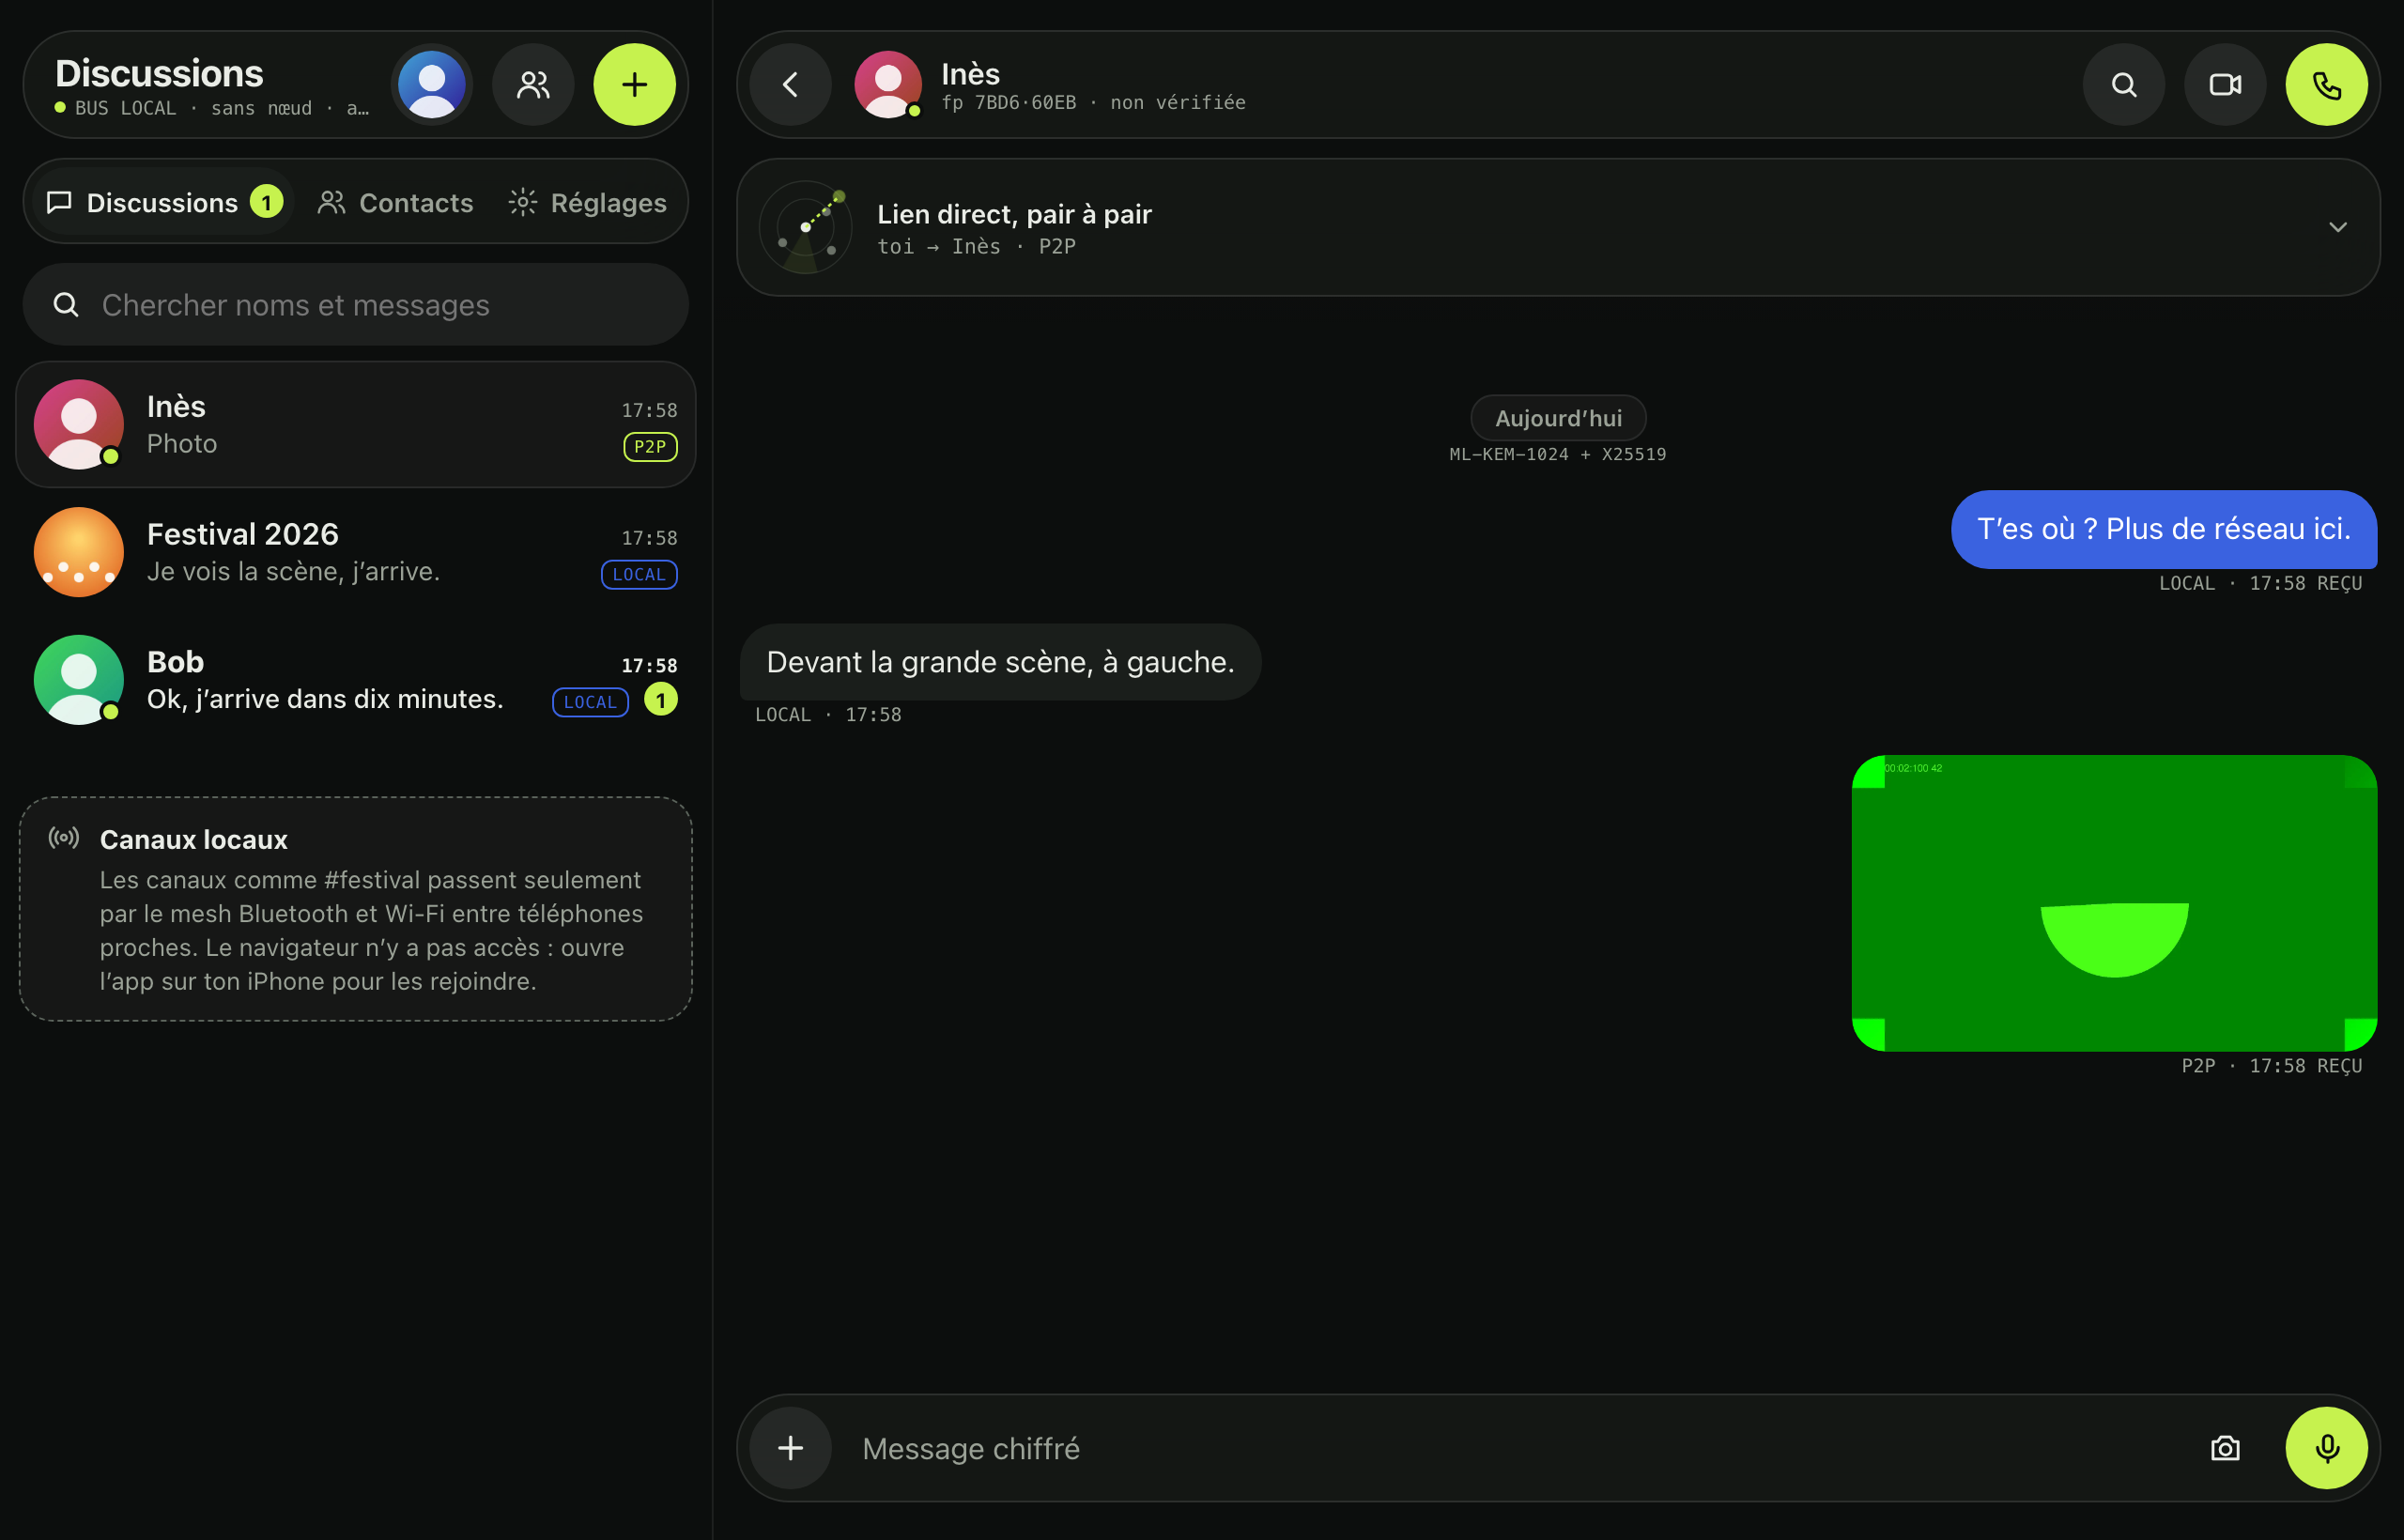 Discussions
BUS LOCAL · sans nœud · a…
Discussions 1
Contacts
Réglages
Chercher noms et messages
Inès
17:58
Photo
P2P
Festival 2026
17:58
Je vois la scène, j’arrive.
LOCAL
Bob
17:58
Ok, j’arrive dans dix minutes.
LOCAL
1
Canaux locaux
Les canaux comme #festival passent seulement
par le mesh Bluetooth et Wi-Fi entre téléphones
proches. Le navigateur n’y a pas accès : ouvre
l’app sur ton iPhone pour les rejoindre.
Inès
fp 7BD6·60EB · non vérifiée
Lien direct, pair à pair
toi → Inès · P2P
Aujourd’hui
ML-KEM-1024 + X25519
T’es où ? Plus de réseau ici.
LOCAL · 17:58 REÇU
Devant la grande scène, à gauche.
LOCAL · 17:58
00:02:100 42
P2P · 17:58 REÇU
Message chiffré